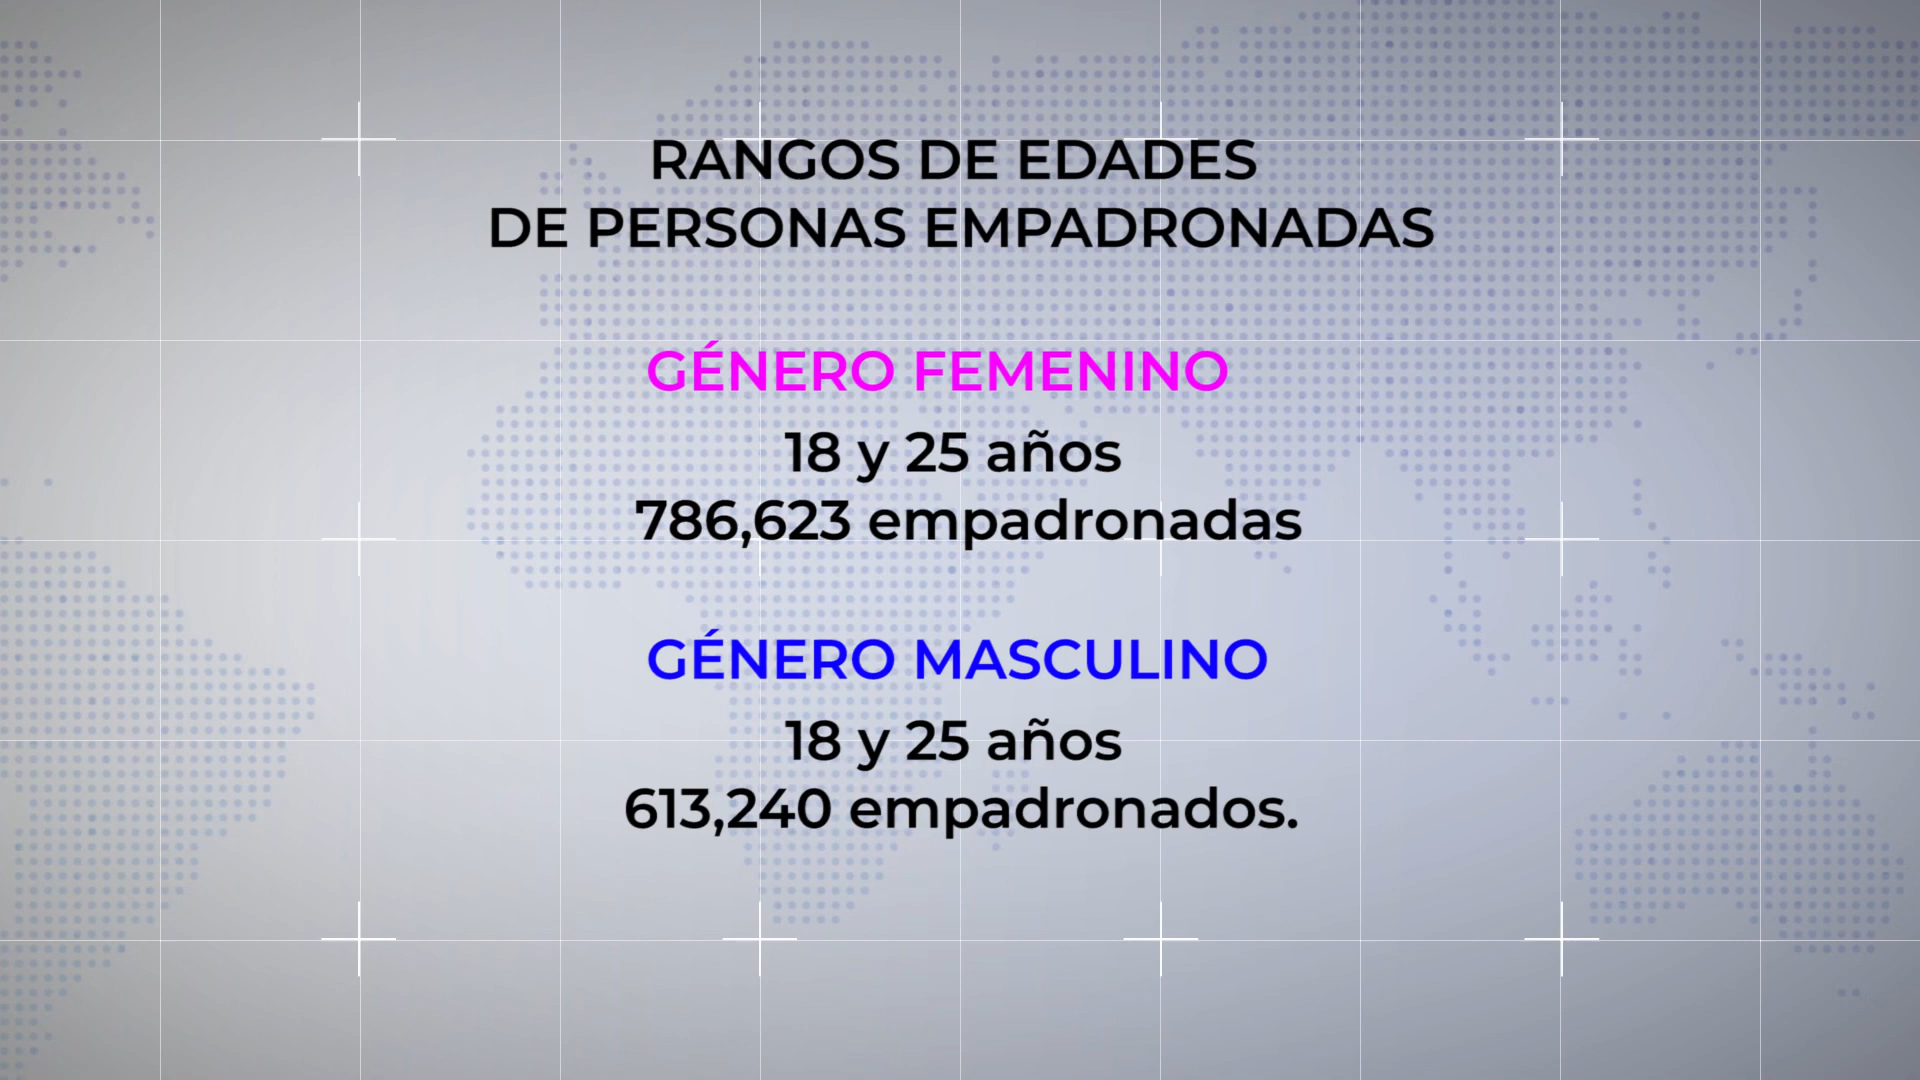 RANGOS DE EDADES
DE PERSONAS EMPADRONADAS
GÉNERO FEMENINO
18 y 25 años
786,623 empadronadas
GÉNERO MASCULINO
18 y 25 años
613,240 empadronados.